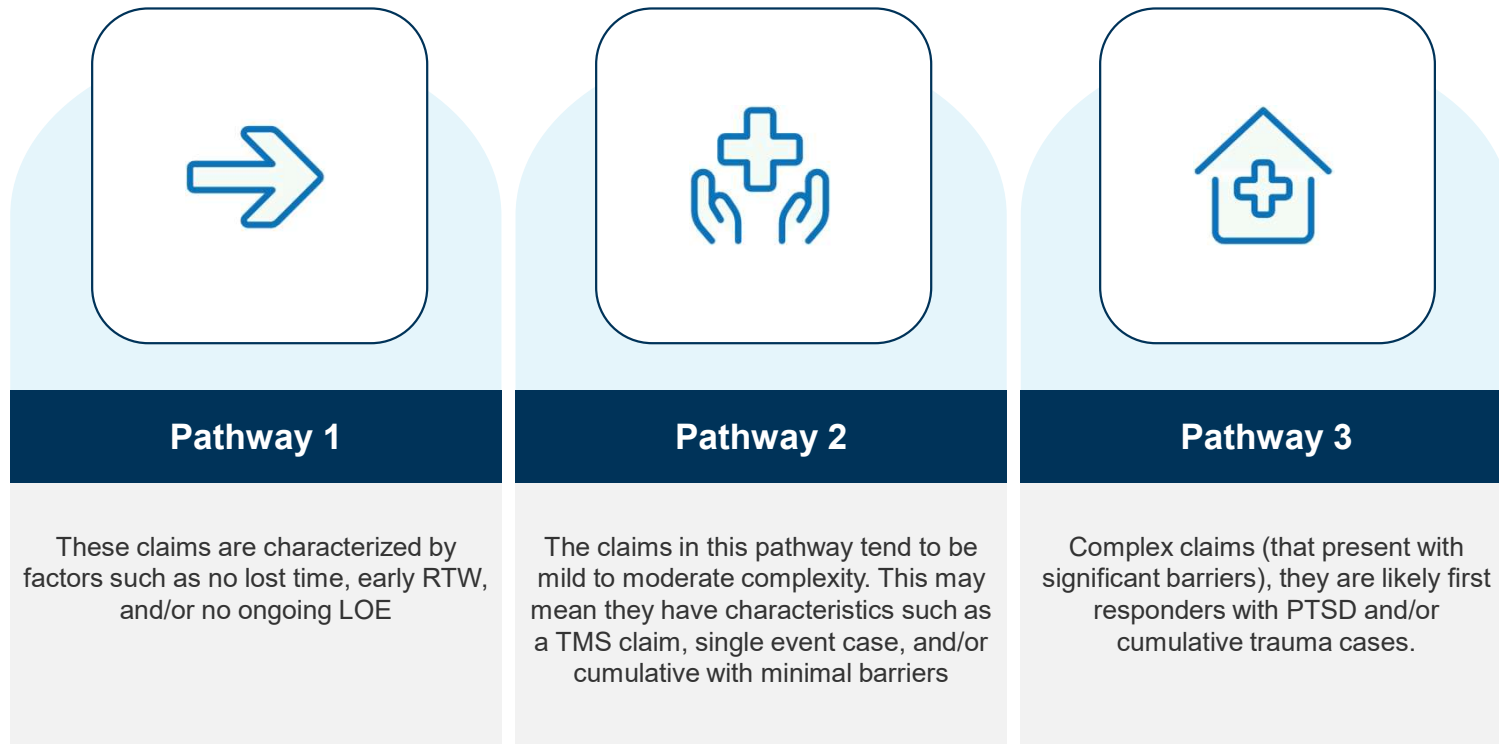 Pathway 1
These claims are characterized by
factors such as no lost time, early RTW,
and/or no ongoing LOE
Pathway 2
The claims in this pathway tend to be
mild to moderate complexity. This may
mean they have characteristics such as
a TMS claim, single event case, and/or
cumulative with minimal barriers
Pathway 3
Complex claims (that present with
significant barriers), they are likely first
responders with PTSD and/or
cumulative trauma cases.